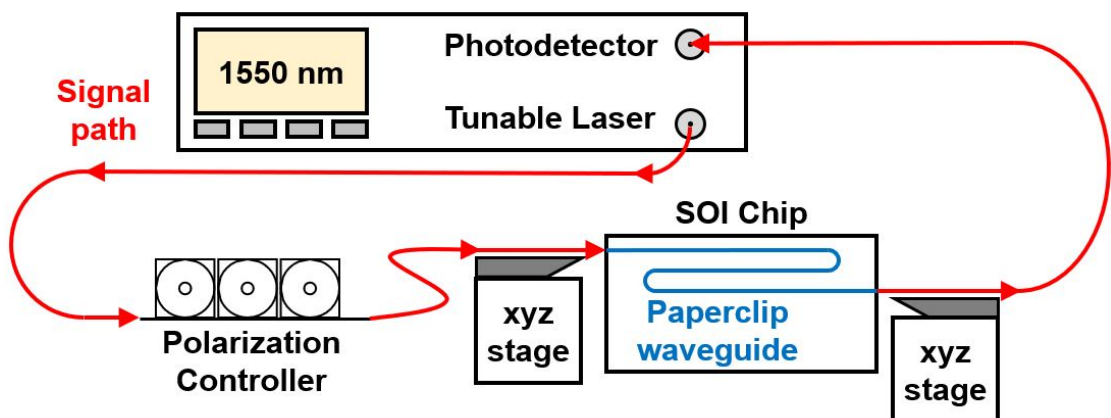 Photodetector
1550 nm
Signal
path
Tunable Laser
SOI Chip
Polarization
Controller
xyz
stage
Paperclip
waveguide
xyz
stage